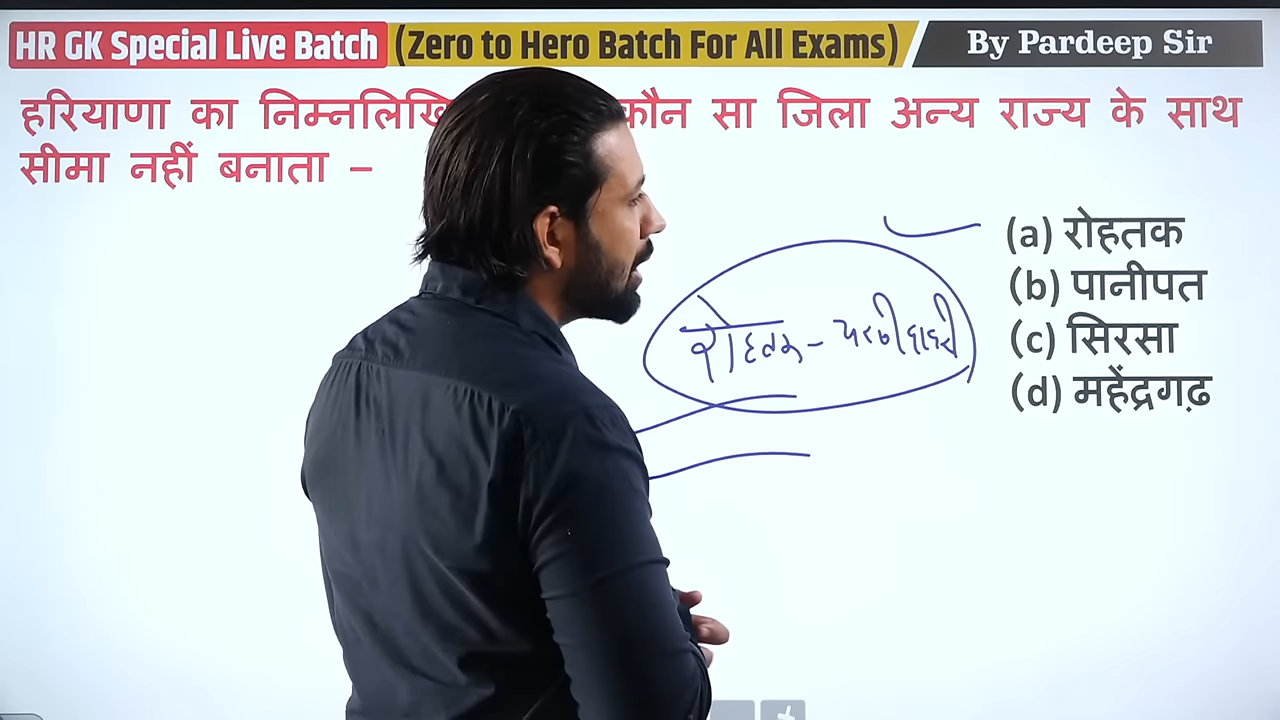 HR GK Special Live Batch (Zero to Hero Batch For All Exams) By Pardeep Sir
हरियाणा का कौन सा जिला अन्य राज्य के साथ
सीमा नहीं बनाता –
(a) रोहतक
(b) पानीपत
रोहतक – चरखी दादरी
(c) सिरसा
(d) महेंद्रगढ़